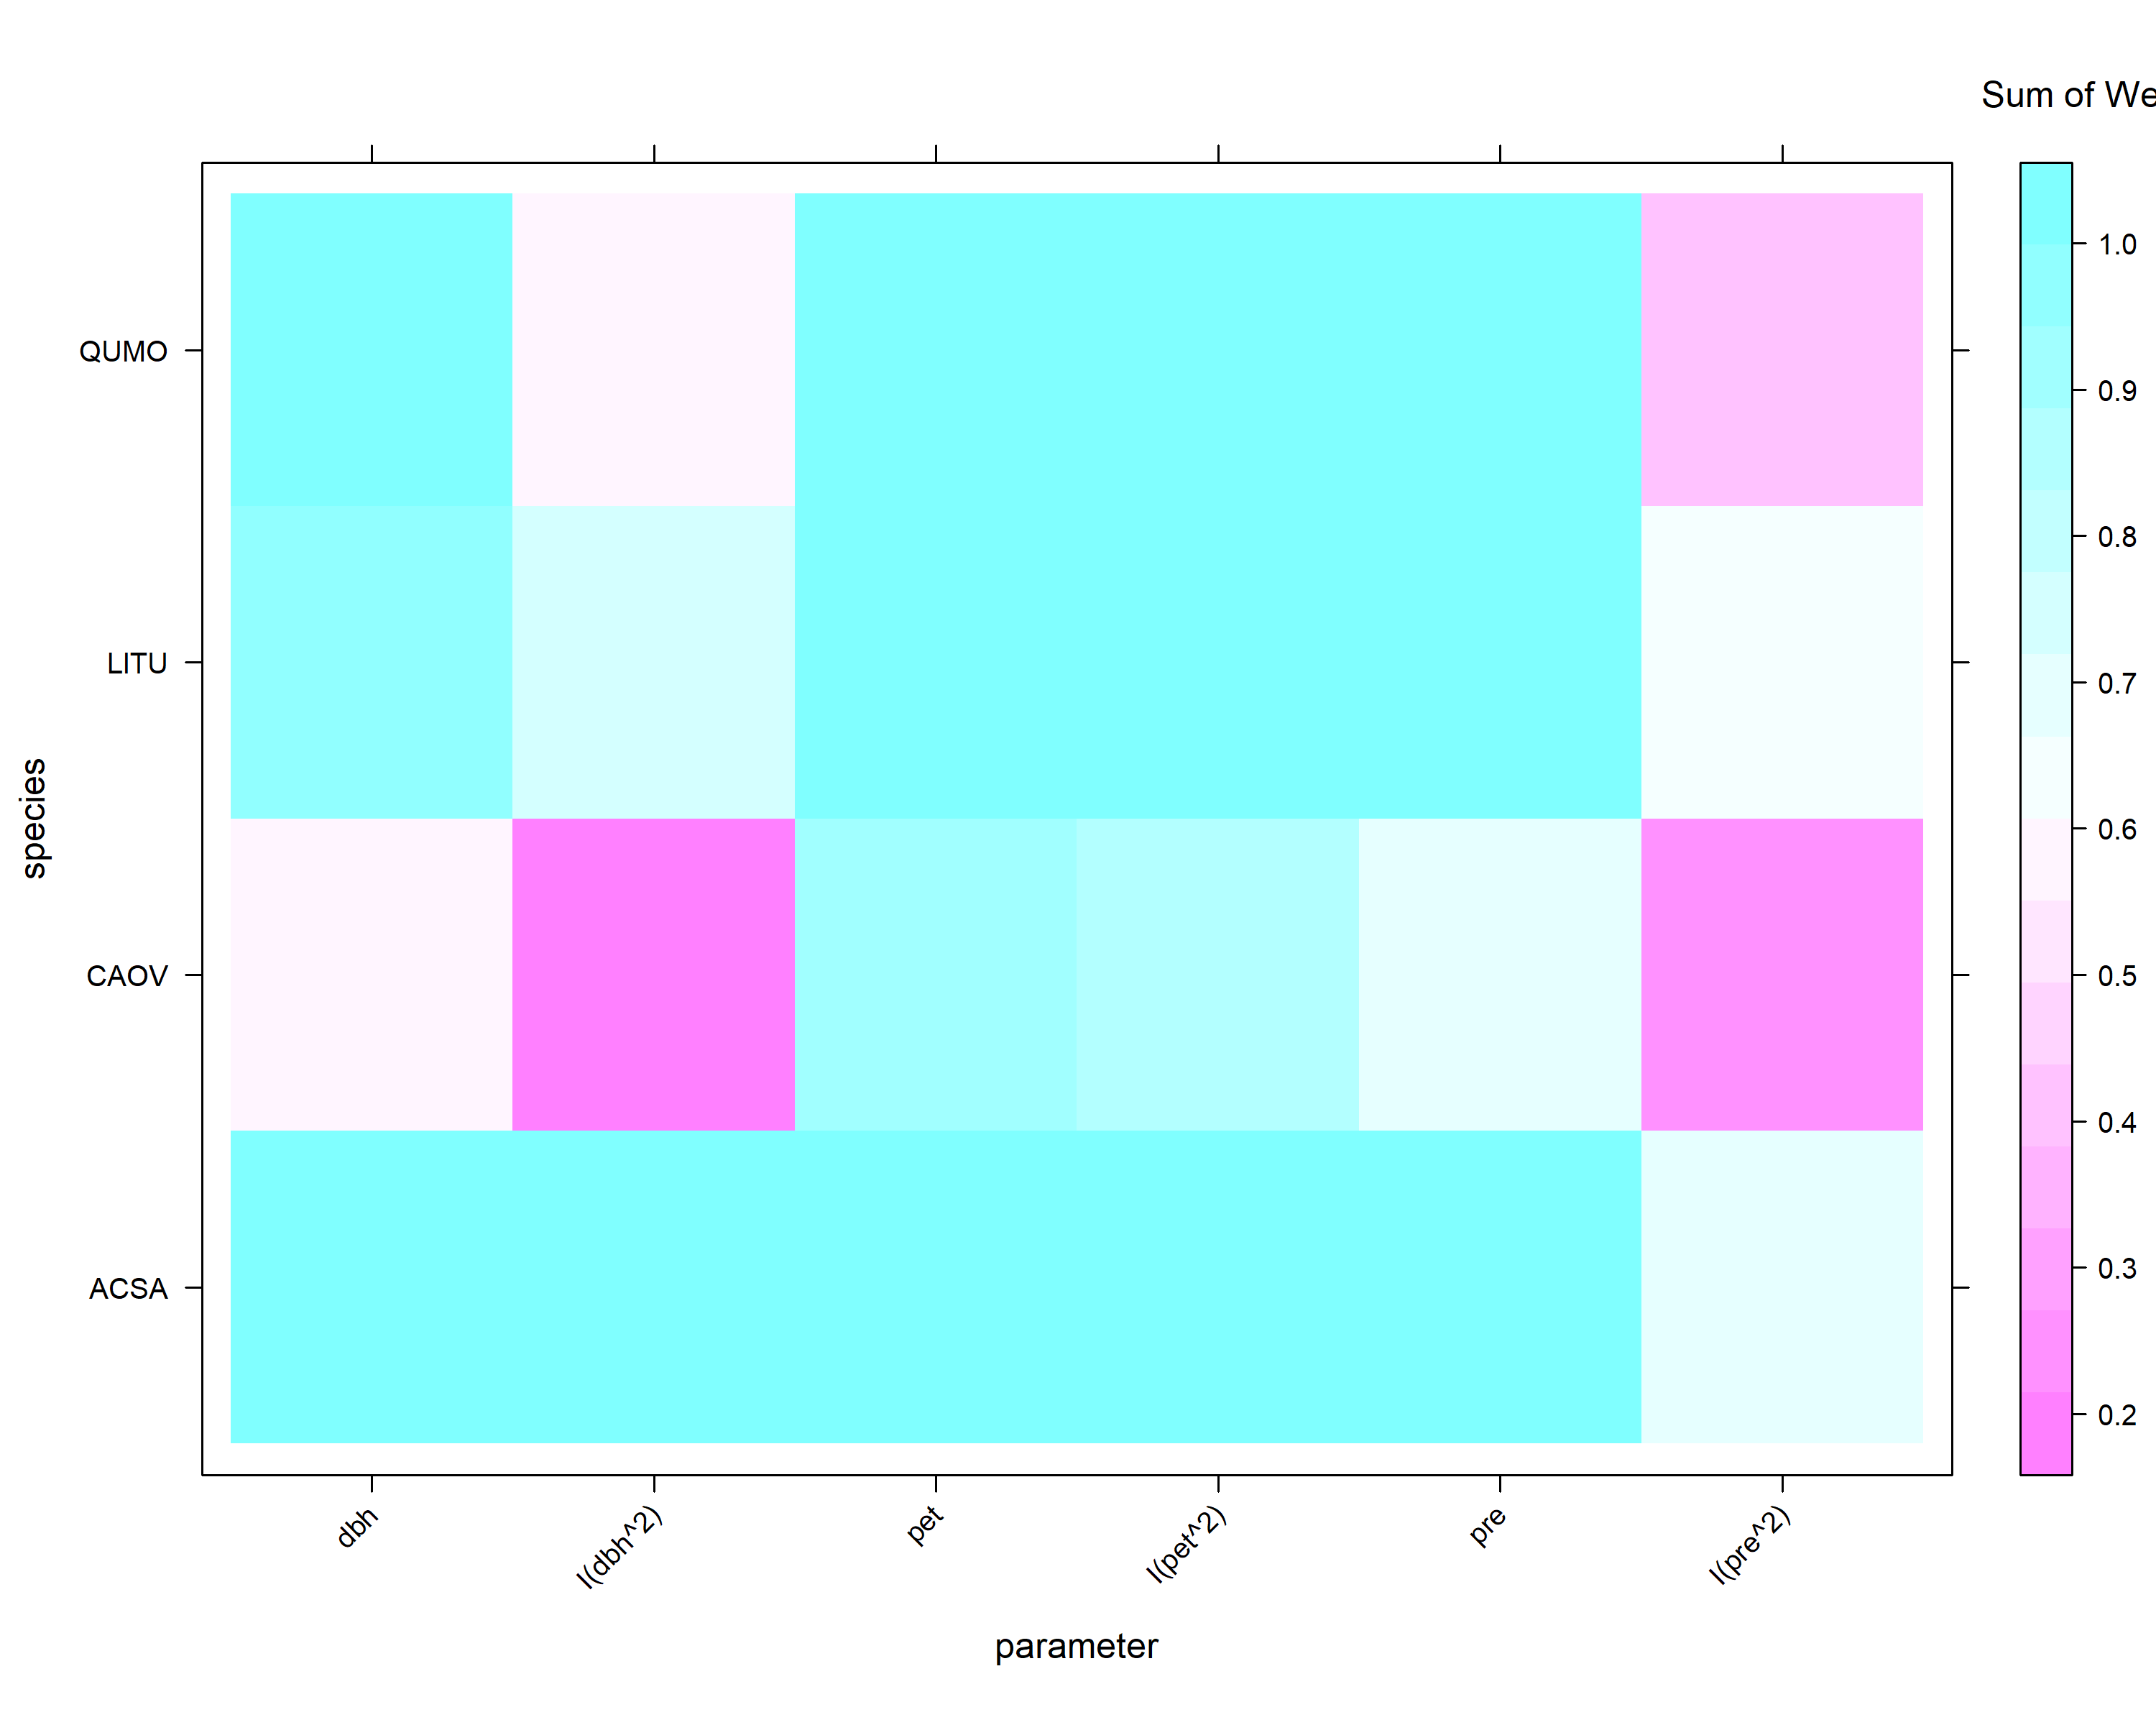 Sum of We
1.0
0.9
0.8
0.7
0.6
0.5
0.4
0.3
0.2
QUMO
LITU
CAOV
ACSA
species
dbh
I(dbh^2)
pet
I(pet^2)
pre
I(pre^2)
parameter